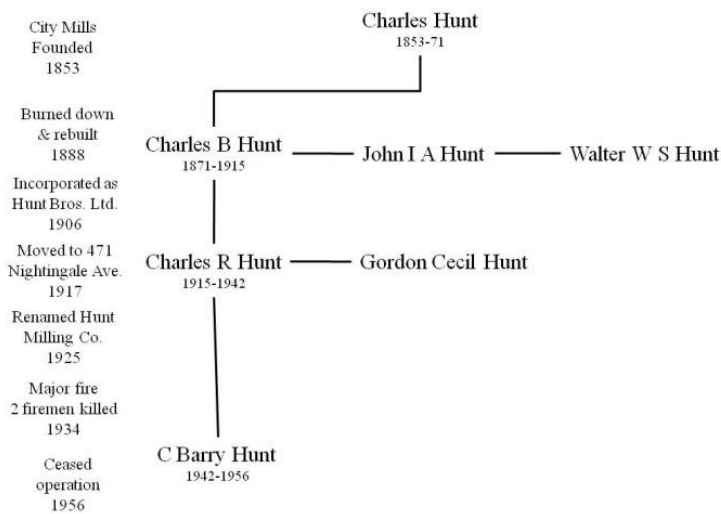 City Mills
Founded
1853
Charles Hunt
1853-71
Burned down
& rebuilt
1888
Charles B Hunt
1871-1915
John I A Hunt
Walter W S Hunt
Incorporated as
Hunt Bros. Ltd.
1906
Moved to 471
Nightingale Ave.
1917
Charles R Hunt
1915-1942
Gordon Cecil Hunt
Renamed Hunt
Milling Co.
1925
Major fire
2 firemen killed
1934
C Barry Hunt
1942-1956
Ceased
operation
1956